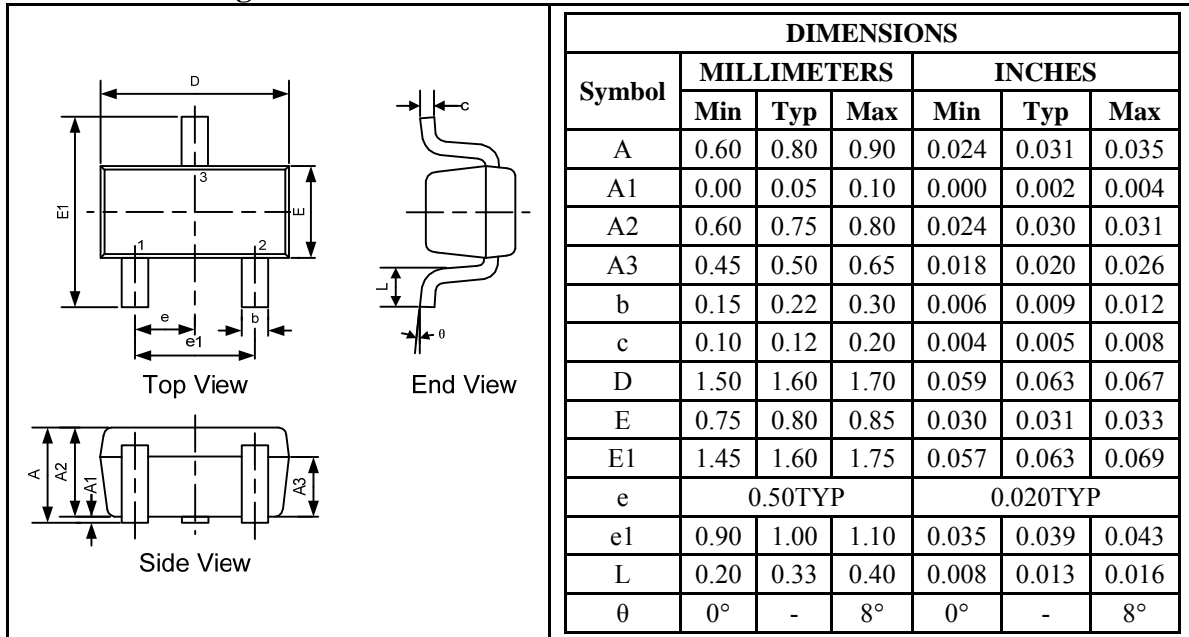 D
c
3
E1
E
1
2
L
e
b
e1
θ
Top View
End View
A
A2
A1
A3
Side View
DIMENSIONS
Symbol MILLIMETERS INCHES
Min Typ Max Min Typ Max
A 0.60 0.80 0.90 0.024 0.031 0.035
A1 0.00 0.05 0.10 0.000 0.002 0.004
A2 0.60 0.75 0.80 0.024 0.030 0.031
A3 0.45 0.50 0.65 0.018 0.020 0.026
b 0.15 0.22 0.30 0.006 0.009 0.012
c 0.10 0.12 0.20 0.004 0.005 0.008
D 1.50 1.60 1.70 0.059 0.063 0.067
E 0.75 0.80 0.85 0.030 0.031 0.033
E1 1.45 1.60 1.75 0.057 0.063 0.069
e 0.50TYP 0.020TYP
e1 0.90 1.00 1.10 0.035 0.039 0.043
L 0.20 0.33 0.40 0.008 0.013 0.016
θ 0° - 8° 0° - 8°